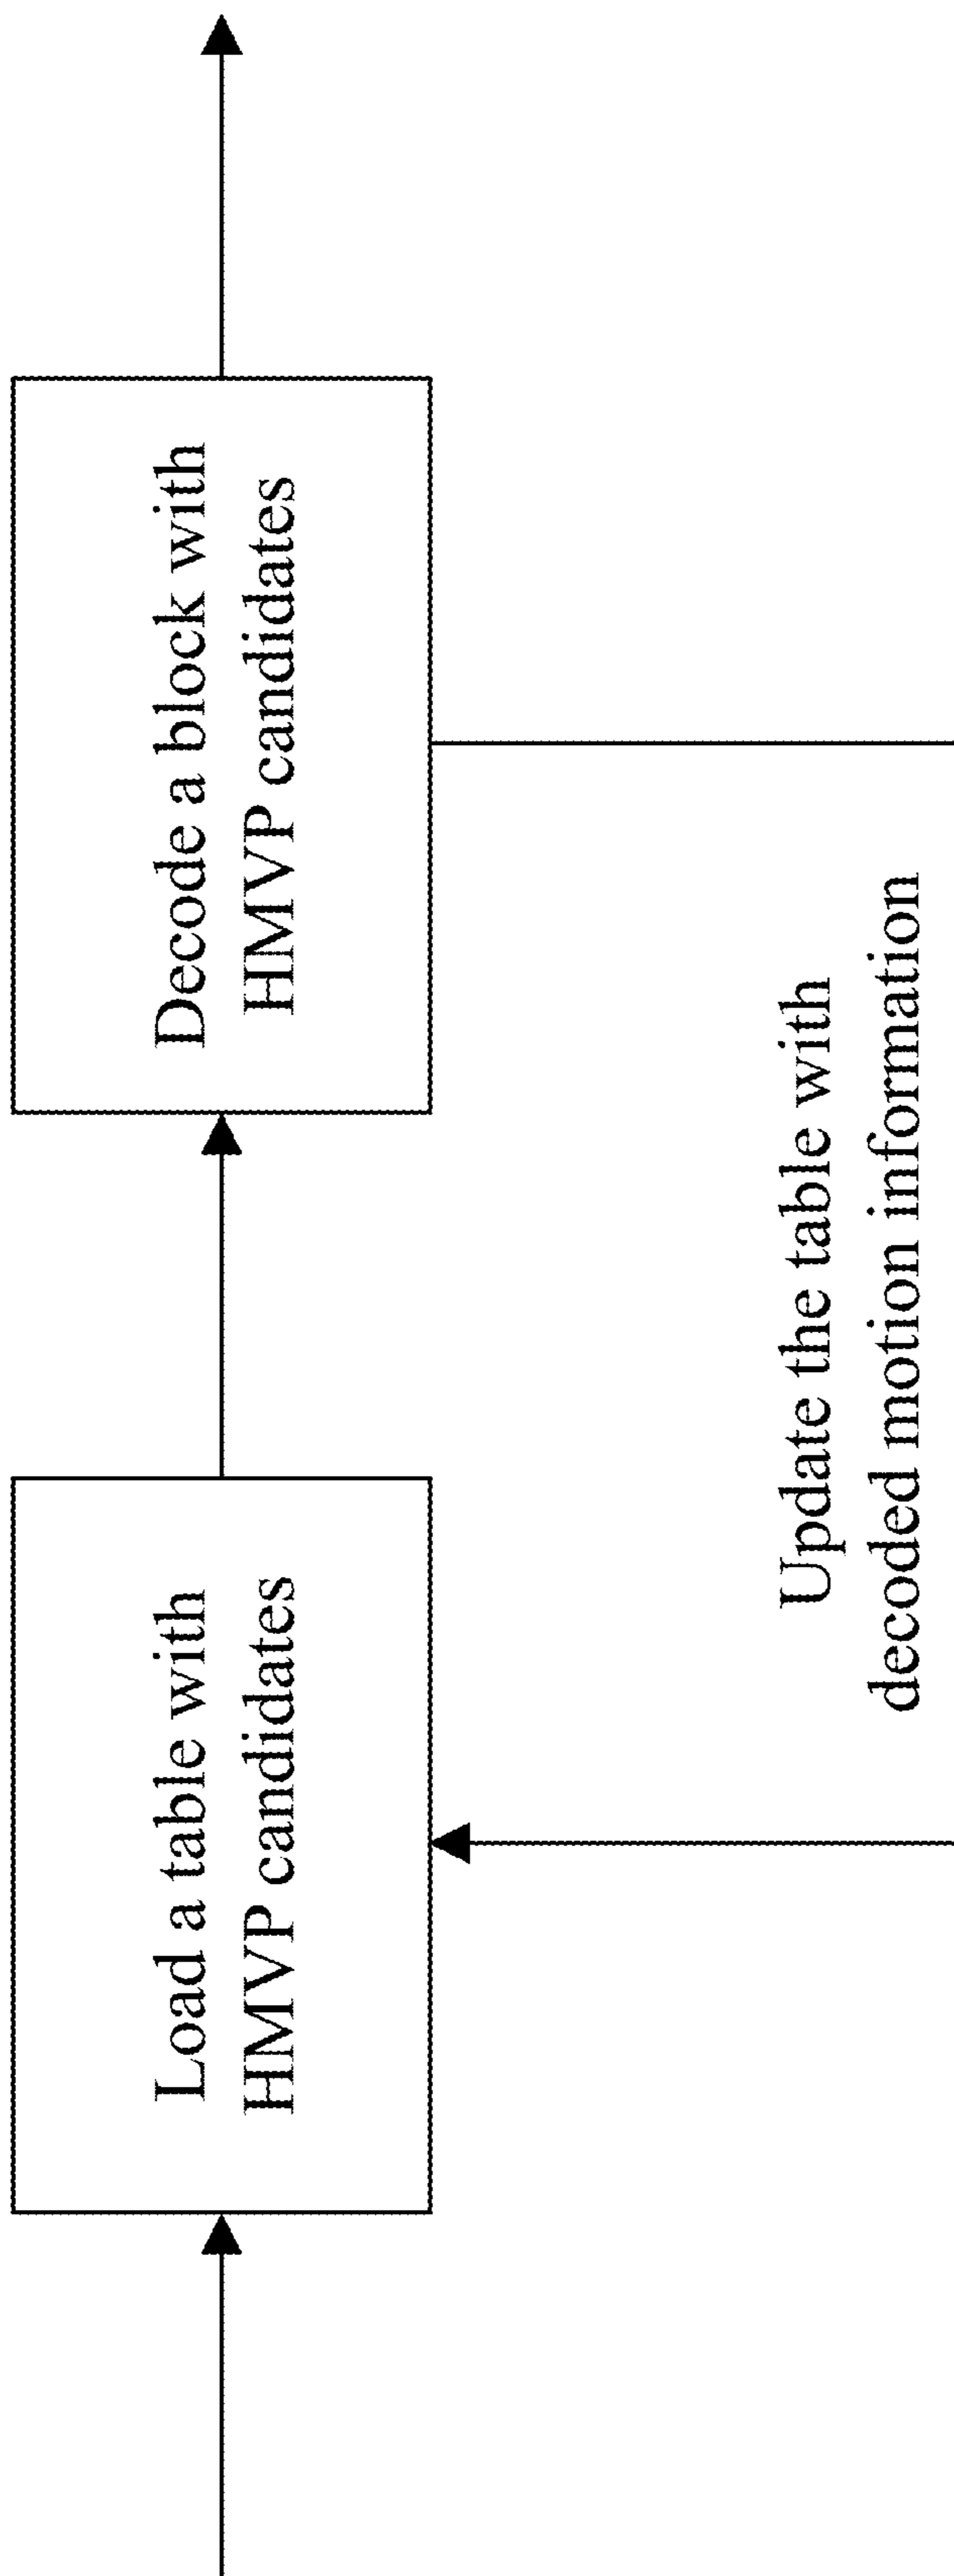 Load a table with
HMVP candidates
Decode a block with
HMVP candidates
Update the table with
decoded motion information